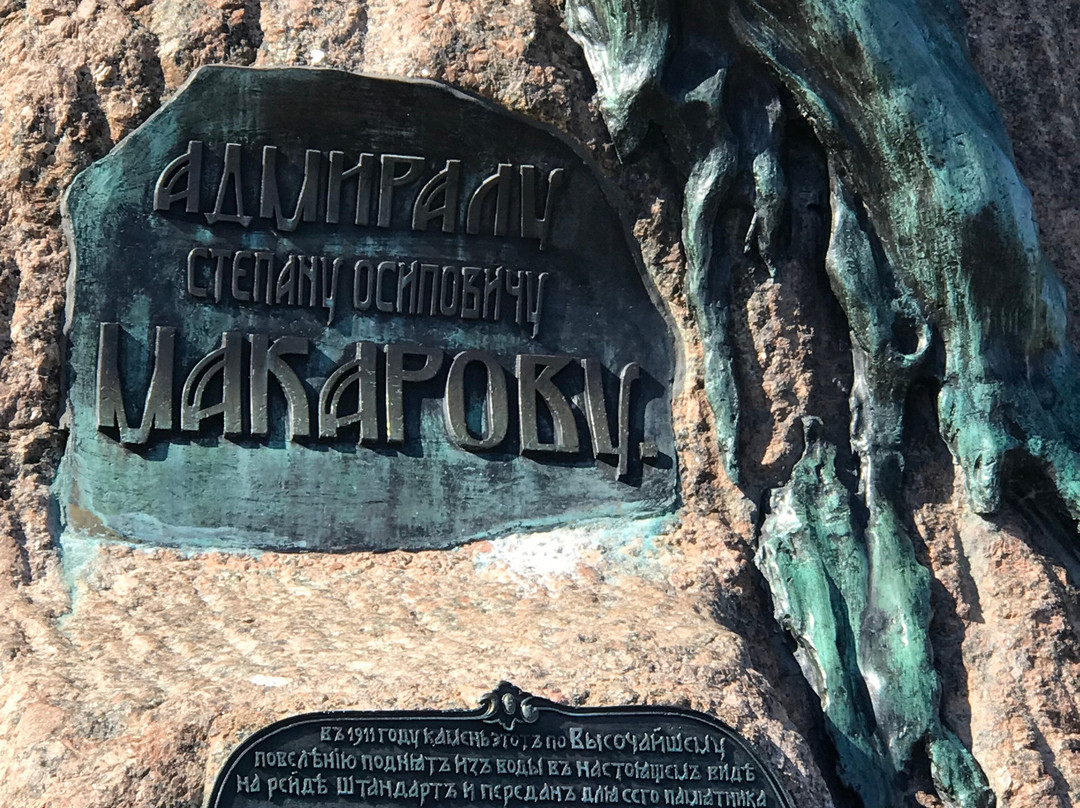 АДМИРАЛУ
СТЕПАНУ ОСИПОВИЧУ
МАКАРОВУ.
ВЪ 1911 ГОДУ КАМЕНЬ ЭТОТЪ ПО ВЫСОЧАЙШЕМУ
ПОВЕЛѢНІЮ ПОДНЯТЪ ИЗЪ ВОДЫ ВЪ НАСТОЯЩЕМЪ ВИДѢ
НА РЕЙДѢ ШТАНДАРТЪ И ПЕРЕДАНЪ ДЛЯ СЕГО ПАМЯТНИКА